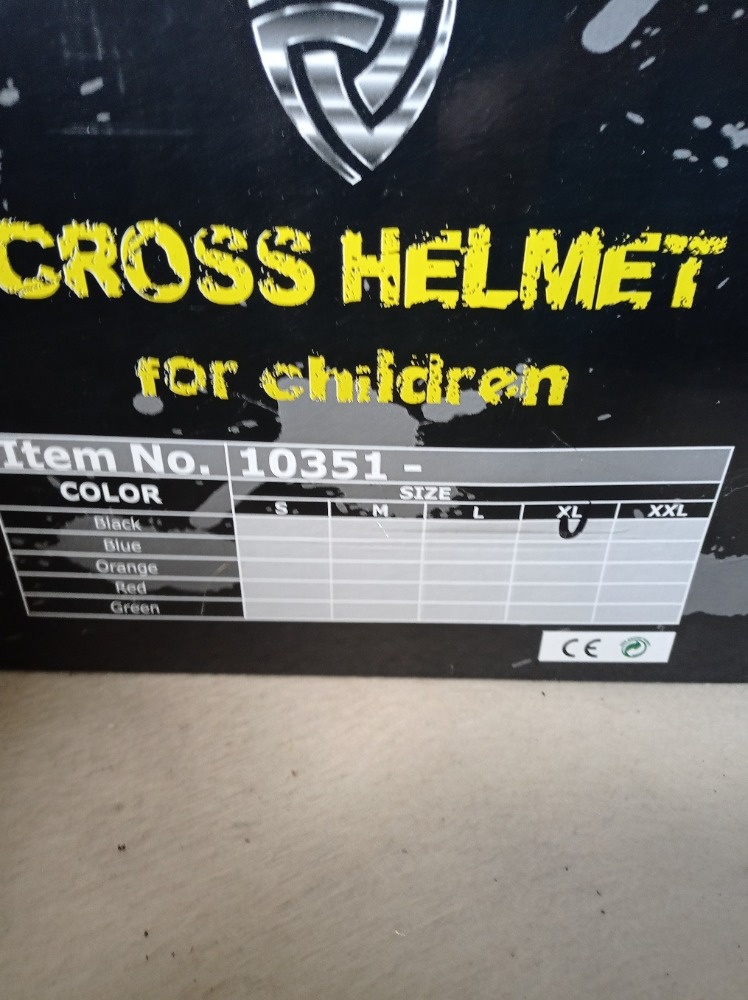 CROSS HELMET
for children
Item No. 10351 -
COLOR SIZE
S M L XL XXL
Black
Blue
Orange
Red
Green
CE